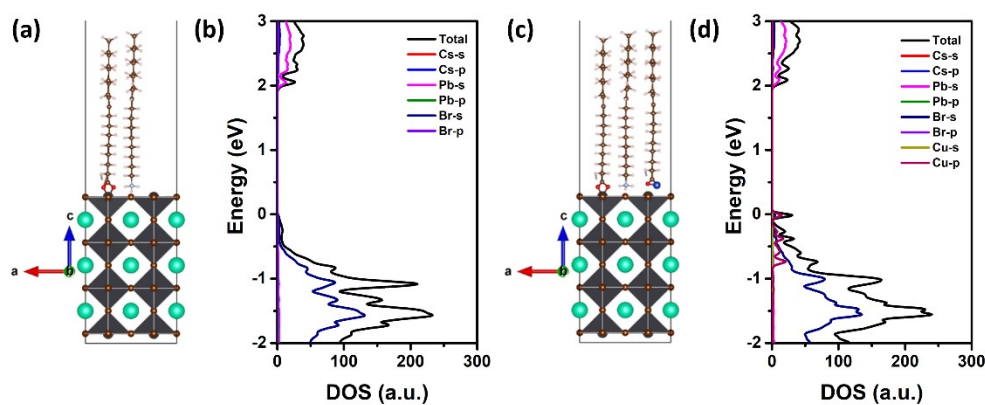 (a)
c
b
a
(b)
Energy (eV)
3
2
1
0
-1
-2
0
100
200
300
DOS (a.u.)
Total
Cs-s
Cs-p
Pb-s
Pb-p
Br-s
Br-p
(c)
c
b
a
(d)
Energy (eV)
3
2
1
0
-1
-2
0
100
200
300
DOS (a.u.)
Total
Cs-s
Cs-p
Pb-s
Pb-p
Br-s
Br-p
Cu-s
Cu-p